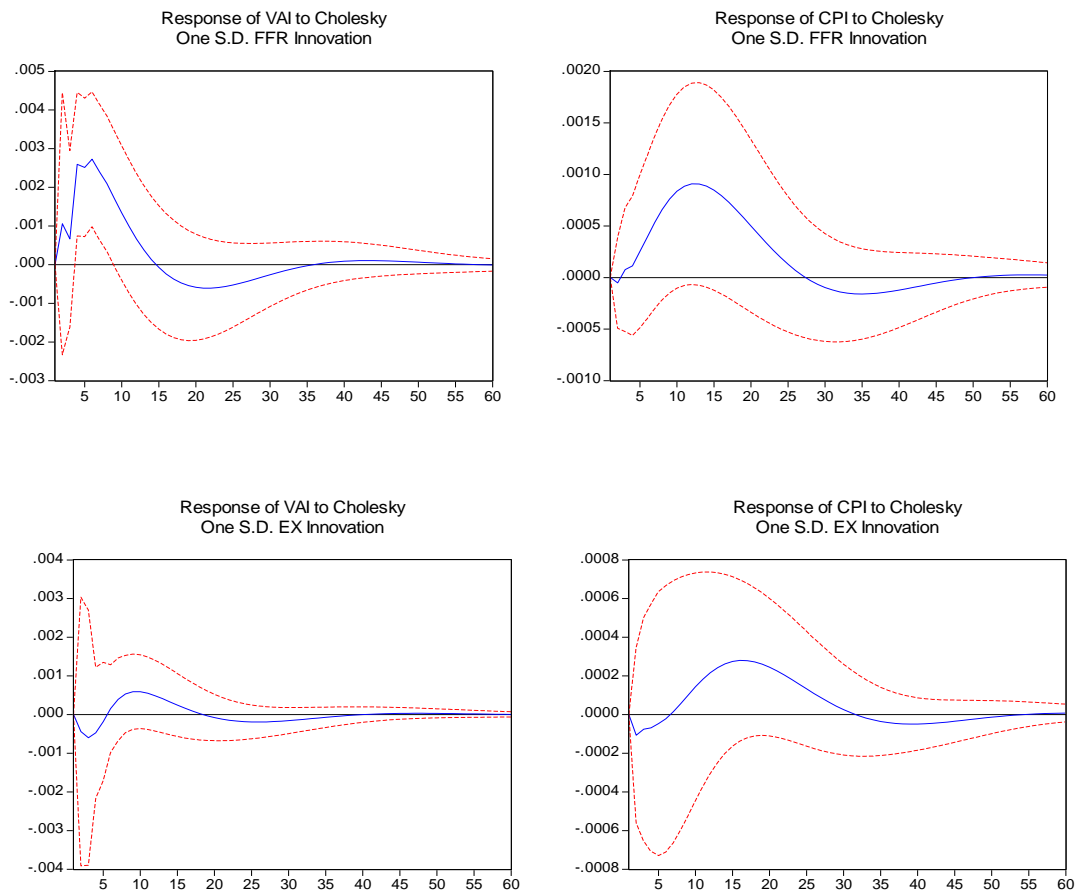 Response of VAI to Cholesky
One S.D. FFR Innovation
.005
.004
.003
.002
.001
.000
-.001
-.002
-.003
5 10 15 20 25 30 35 40 45 50 55 60
Response of CPI to Cholesky
One S.D. FFR Innovation
.0020
.0015
.0010
.0005
.0000
-.0005
-.0010
5 10 15 20 25 30 35 40 45 50 55 60
Response of VAI to Cholesky
One S.D. EX Innovation
.004
.003
.002
.001
.000
-.001
-.002
-.003
-.004
5 10 15 20 25 30 35 40 45 50 55 60
Response of CPI to Cholesky
One S.D. EX Innovation
.0008
.0006
.0004
.0002
.0000
-.0002
-.0004
-.0006
-.0008
5 10 15 20 25 30 35 40 45 50 55 60